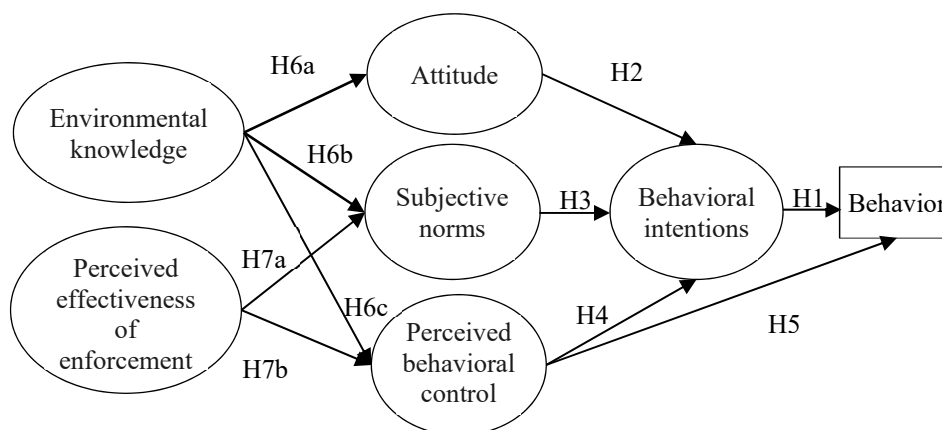 H6a
Attitude
H2
Environmental
knowledge
H6b
Subjective
norms
H3
Behavioral
intentions
H1
Behavior
H7a
Perceived
effectiveness
of
enforcement
H6c
H7b
Perceived
behavioral
control
H4
H5